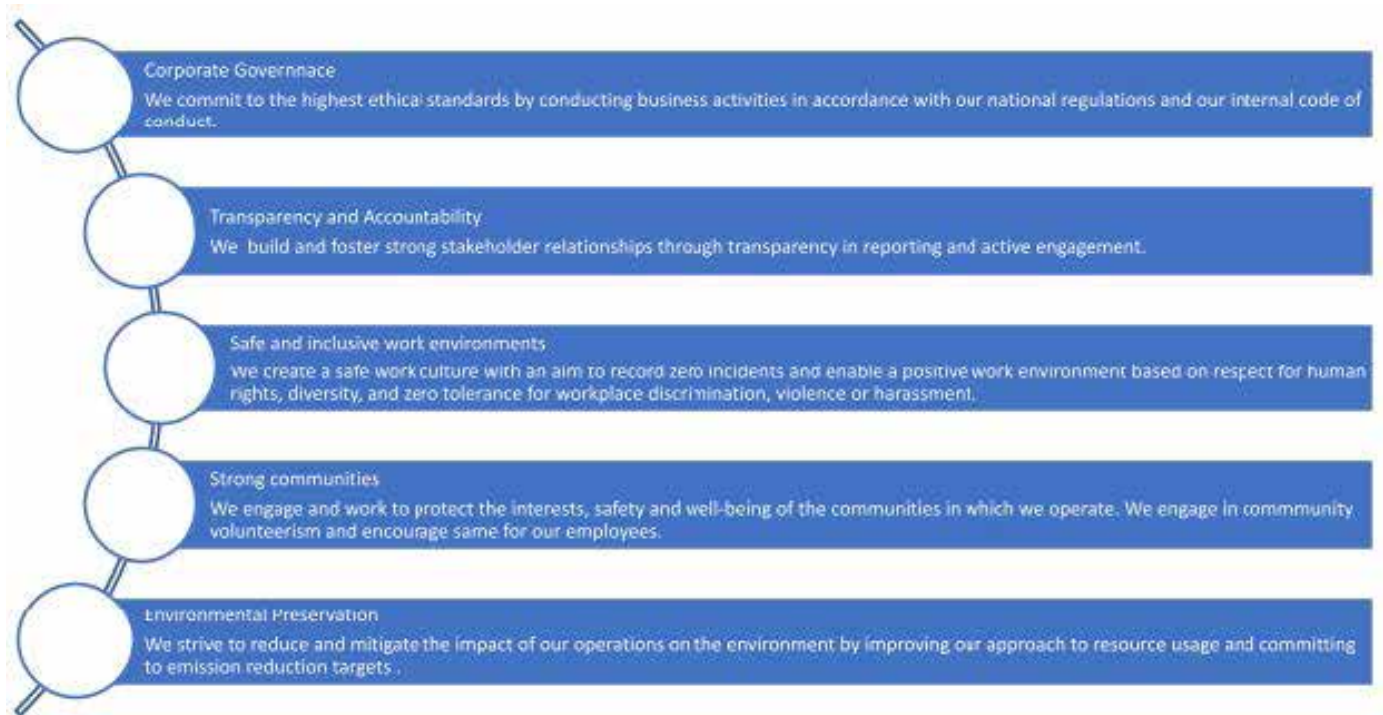 Corporate Governnace
We commit to the highest ethical standards by conducting business activities in accordance with our national regulations and our internal code of
conduct.
Transparency and Accountability
We build and foster strong stakeholder relationships through transparency in reporting and active engagement.
Safe and inclusive work environments
We create a safe work culture with an aim to record zero incidents and enable a positive work environment based on respect for human
rights, diversity, and zero tolerance for workplace discrimination, violence or harassment.
Strong communities
We engage and work to protect the interests, safety and well-being of the communities in which we operate. We engage in commmunity
volunteerism and encourage same for our employees.
Environmental Preservation
We strive to reduce and mitigate the impact of our operations on the environment by improving our approach to resource usage and committing
to emission reduction targets .